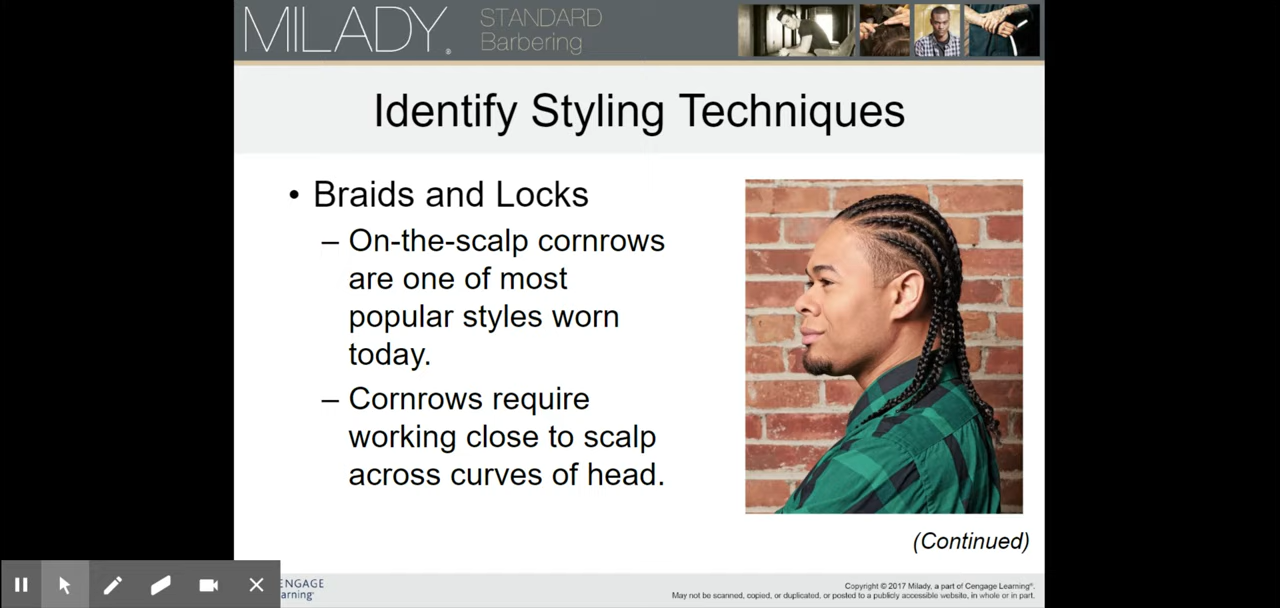 MILADY®
STANDARD
Barbering
Identify Styling Techniques
• Braids and Locks
– On-the-scalp cornrows
are one of most
popular styles worn
today.
– Cornrows require
working close to scalp
across curves of head.
(Continued)
ENGAGE
arning
Copyright © 2017 Milady, a part of Cengage Learning®.
May not be scanned, copied, or duplicated, or posted to a publicly accessible website, in whole or in part.